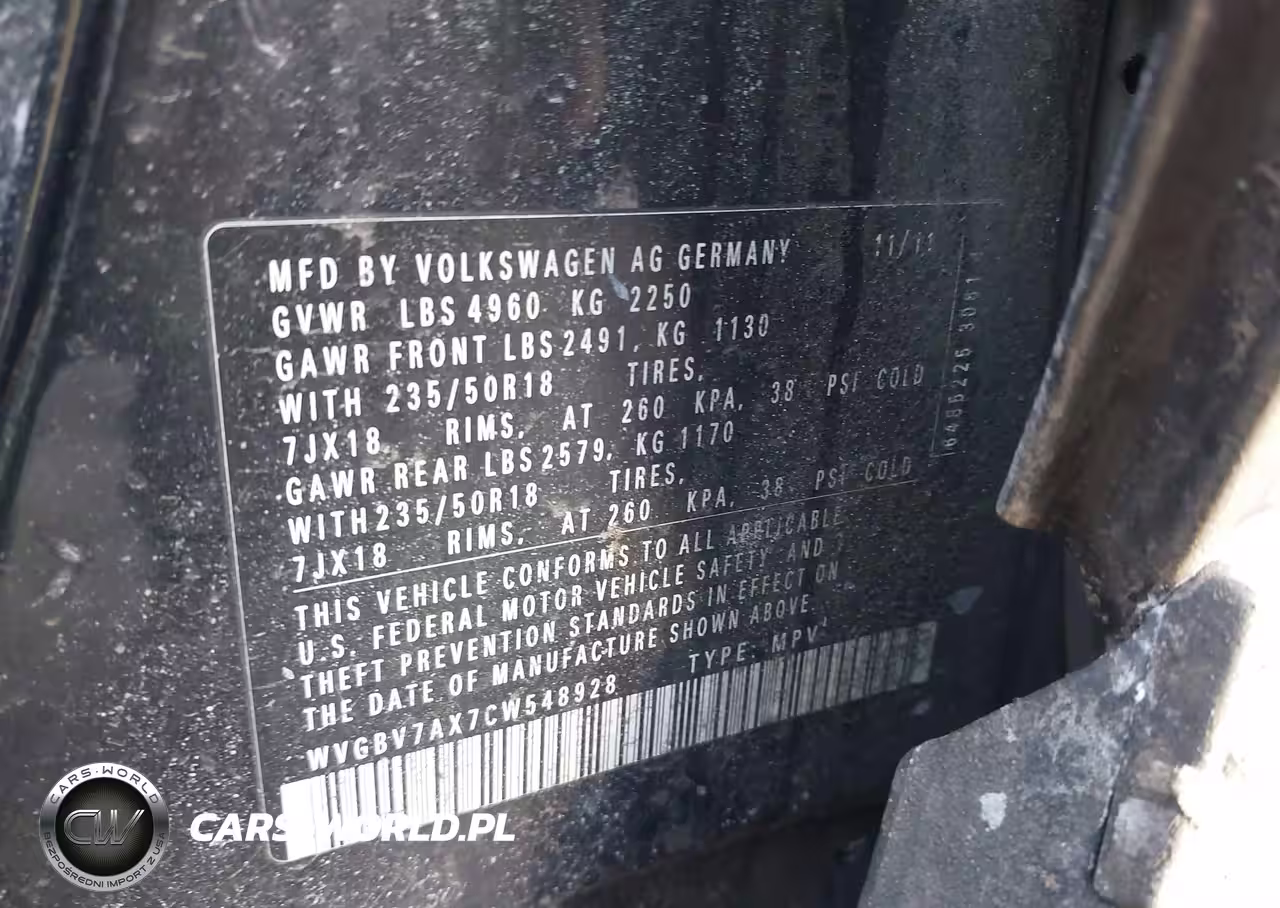 MFD BY VOLKSWAGEN AG GERMANY 11/11
GVWR LBS 4960 KG 2250
GAWR FRONT LBS 2491, KG 1130
WITH 235/50R18 TIRES,
7JX18 RIMS, AT 260 KPA, 38 PSI COLD
GAWR REAR LBS 2579, KG 1170
WITH 235/50R18 TIRES,
7JX18 RIMS, AT 260 KPA, 38 PSI COLD
THIS VEHICLE CONFORMS TO ALL APPLICABLE
U.S. FEDERAL MOTOR VEHICLE SAFETY AND
THEFT PREVENTION STANDARDS IN EFFECT ON
THE DATE OF MANUFACTURE SHOWN ABOVE
WVGBV7AX7CW548928 TYPE: MPV
CARS-WORLD
CW
BEZPOŚREDNI IMPORT Z USA
CARS-WORLD.PL